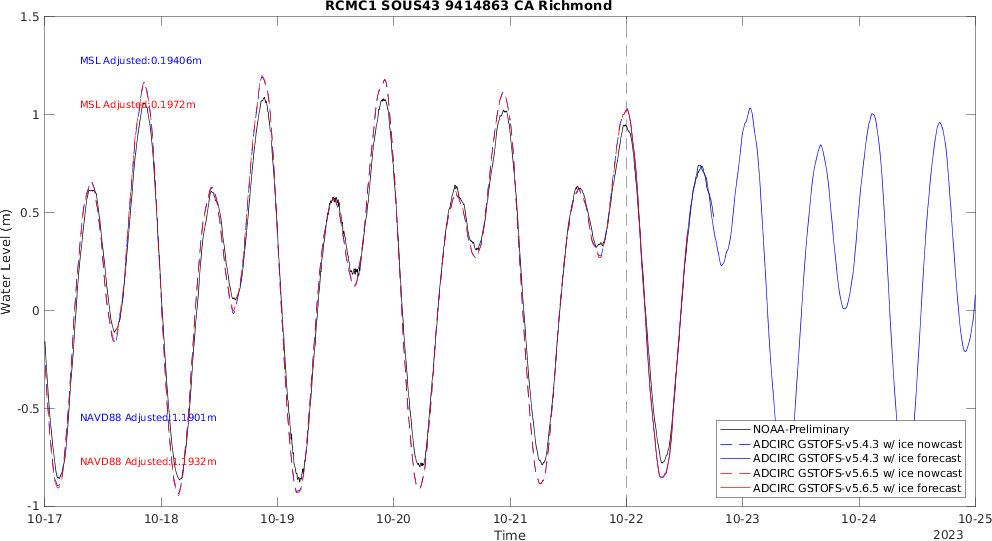 RCMC1 SOUS43 9414863 CA Richmond
1.5
MSL Adjusted:0.19406m
MSL Adjusted:0.1972m
1
0.5
0
-0.5
-1
Water Level (m)
NAVD88 Adjusted:1.1901m
NAVD88 Adjusted:1.1932m
NOAA-Preliminary
ADCIRC GSTOFS-v5.4.3 w/ ice nowcast
ADCIRC GSTOFS-v5.4.3 w/ ice forecast
ADCIRC GSTOFS-v5.6.5 w/ ice nowcast
ADCIRC GSTOFS-v5.6.5 w/ ice forecast
10-17 10-18 10-19 10-20 10-21 10-22 10-23 10-24 10-25
Time
2023